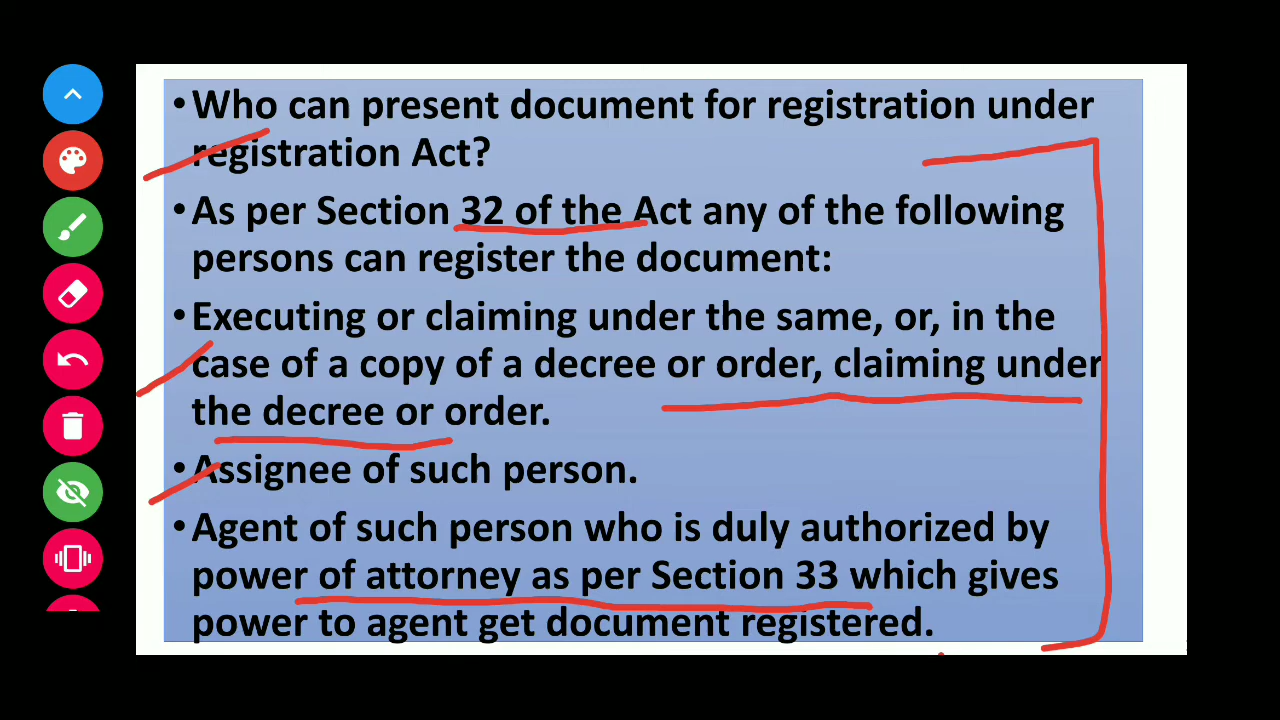 •Who can present document for registration under
registration Act?
•As per Section 32 of the Act any of the following
persons can register the document:
•Executing or claiming under the same, or, in the
case of a copy of a decree or order, claiming under
the decree or order.
•Assignee of such person.
•Agent of such person who is duly authorized by
power of attorney as per Section 33 which gives
power to agent get document registered.